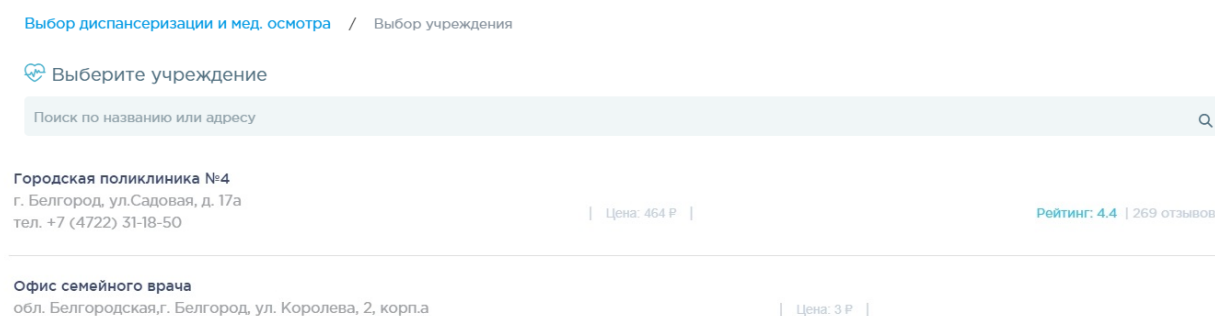 Выбор диспансеризации и мед. осмотра / Выбор учреждения
Выберите учреждение
Поиск по названию или адресу
Городская поликлиника №4
г. Белгород, ул.Садовая, д. 17а
тел. +7 (4722) 31-18-50
| Цена: 464 ₽ |
Рейтинг: 4.4 | 269 отзывов
Офис семейного врача
обл. Белгородская,г. Белгород, ул. Королева, 2, корп.а
| Цена: 3 ₽ |